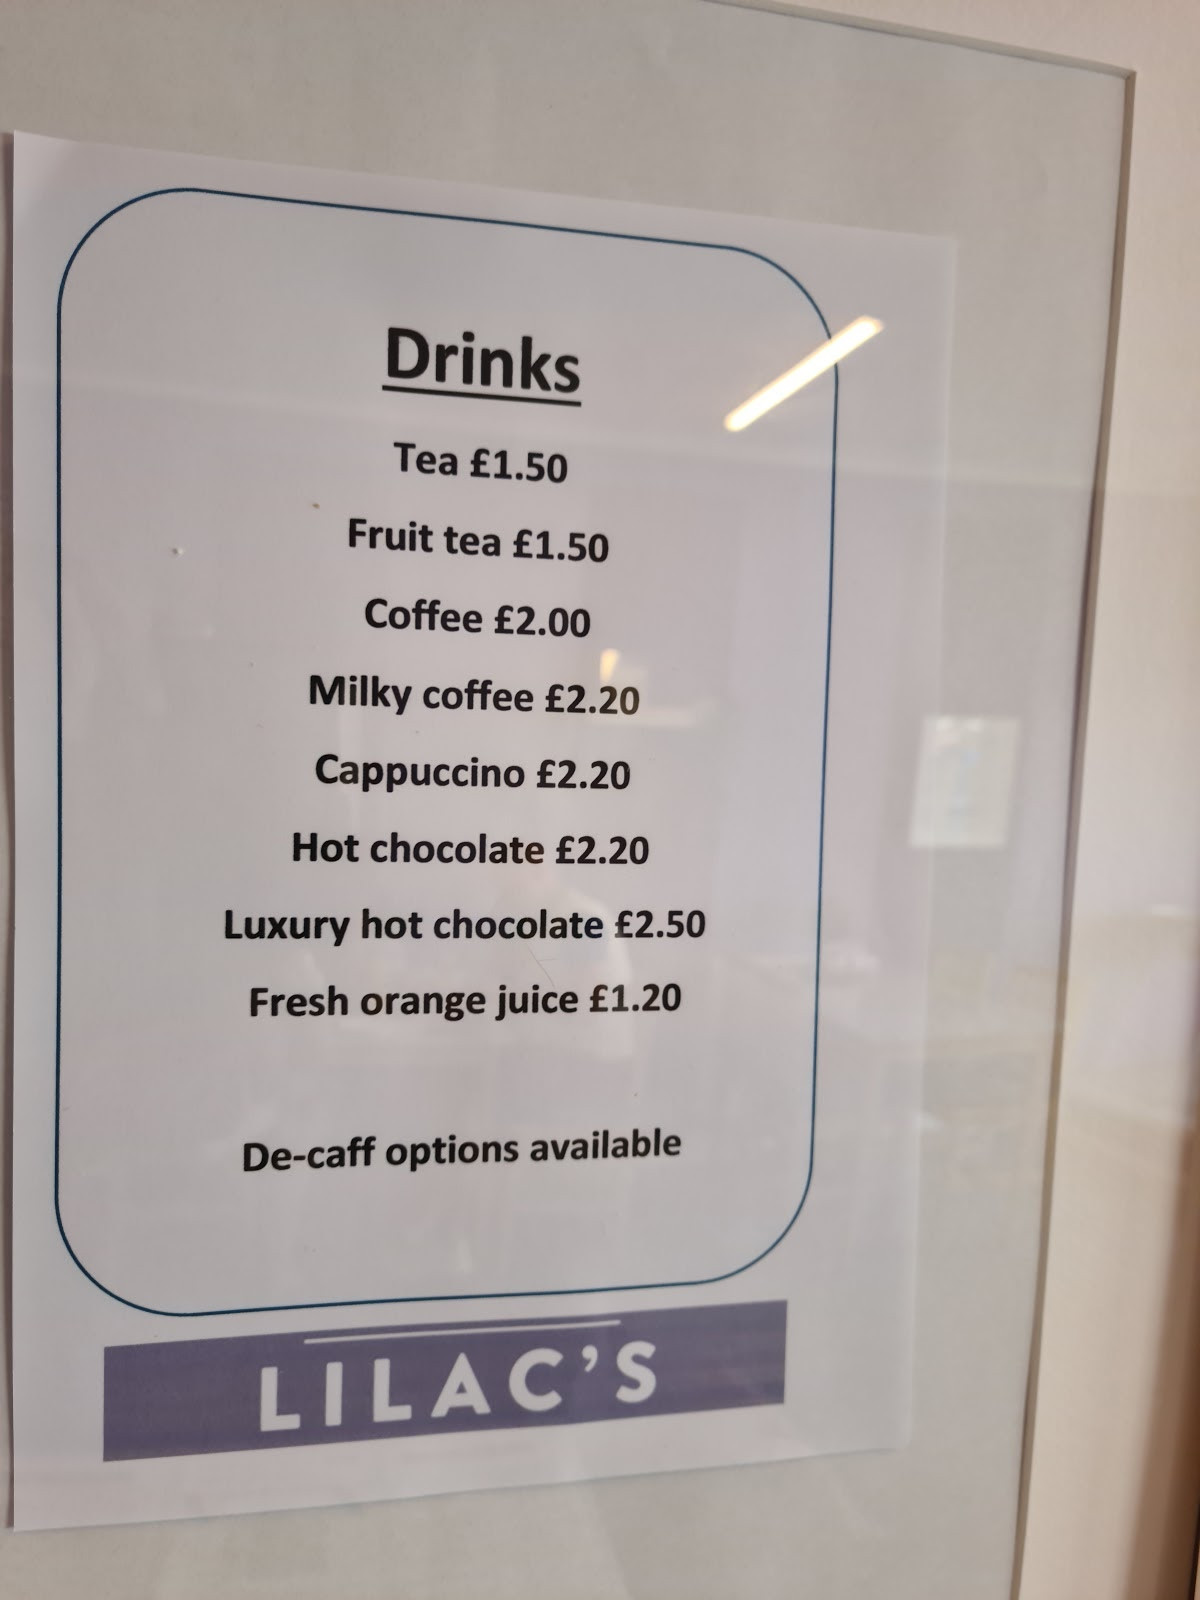 Drinks
Tea £1.50
Fruit tea £1.50
Coffee £2.00
Milky coffee £2.20
Cappuccino £2.20
Hot chocolate £2.20
Luxury hot chocolate £2.50
Fresh orange juice £1.20
De-caff options available
LILAC'S